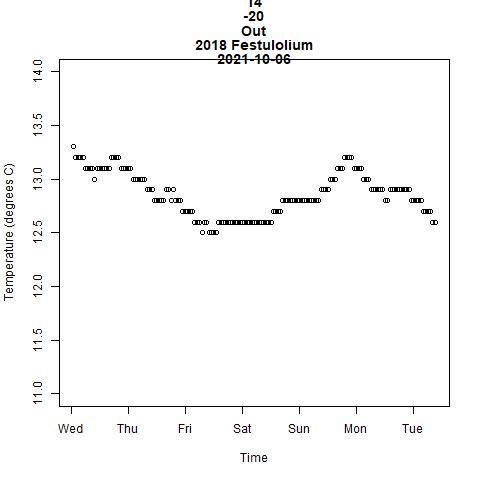 14
-20
Out
2018 Festulolium
2021-10-06
Temperature (degrees C)
14.0
13.5
13.0
12.5
12.0
11.5
11.0
Wed Thu Fri Sat Sun Mon Tue
Time